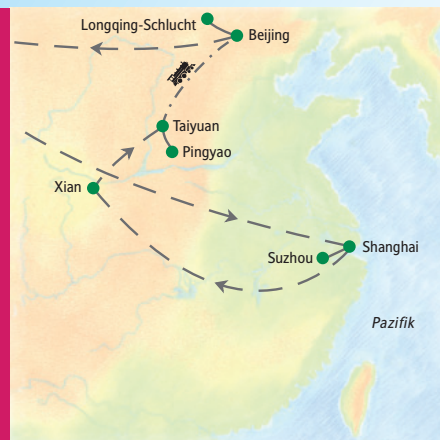 Longqing-Schlucht
Beijing
Taiyuan
Pingyao
Xian
Shanghai
Suzhou
Pazifik